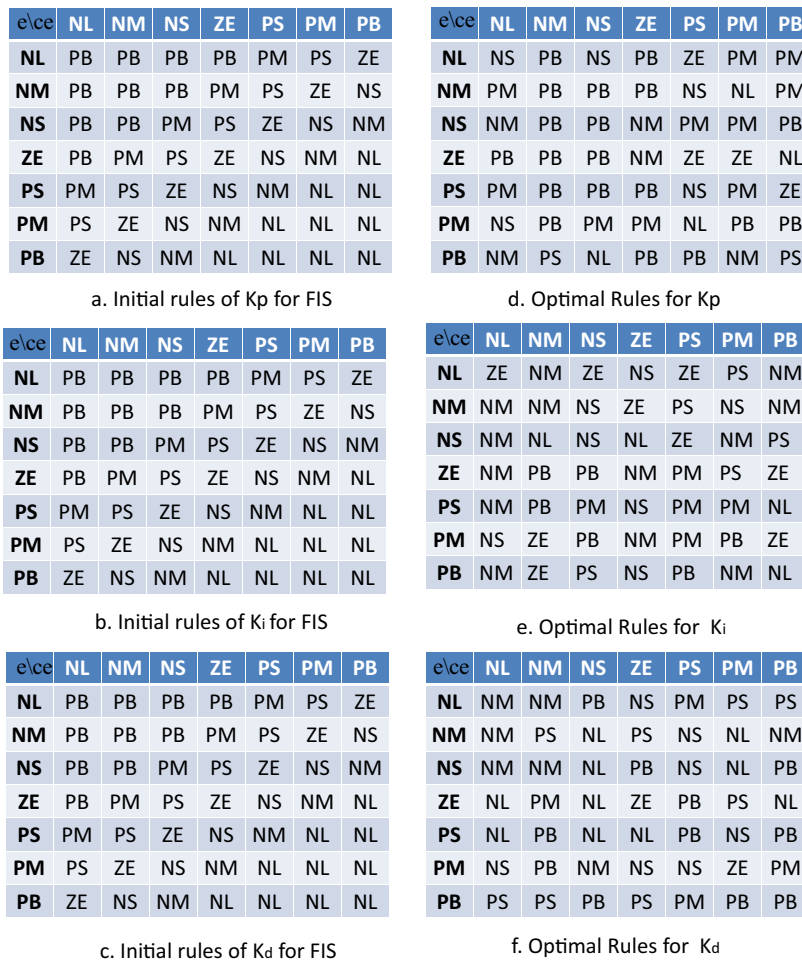 e\ce NL NM NS ZE PS PM PB
NL PB PB PB PB PM PS ZE
NM PB PB PB PM PS ZE NS
NS PB PB PM PS ZE NS NM
ZE PB PM PS ZE NS NM NL
PS PM PS ZE NS NM NL NL
PM PS ZE NS NM NL NL NL
PB ZE NS NM NL NL NL NL
a. Initial rules of Kp for FIS
e\ce NL NM NS ZE PS PM PB
NL NS PB NS PB ZE PM PM
NM PM PB PB PB NS NL PM
NS NM PB PB NM PM PM PB
ZE PB PB PB NM ZE ZE NL
PS PM PB PB PB NS PM ZE
PM NS PB PM PM NL PB PB
PB NM PS NL PB PB NM PS
d. Optimal Rules for Kp
e\ce NL NM NS ZE PS PM PB
NL PB PB PB PB PM PS ZE
NM PB PB PB PM PS ZE NS
NS PB PB PM PS ZE NS NM
ZE PB PM PS ZE NS NM NL
PS PM PS ZE NS NM NL NL
PM PS ZE NS NM NL NL NL
PB ZE NS NM NL NL NL NL
b. Initial rules of Ki for FIS
e\ce NL NM NS ZE PS PM PB
NL ZE NM ZE NS ZE PS NM
NM NM NM NS ZE PS NS NM
NS NM NL NS NL ZE NM PS
ZE NM PB PB NM PM PS ZE
PS NM PB PM NS PM PM NL
PM NS ZE PB NM PM PB ZE
PB NM ZE PS NS PB NM NL
e. Optimal Rules for Ki
e\ce NL NM NS ZE PS PM PB
NL PB PB PB PB PM PS ZE
NM PB PB PB PM PS ZE NS
NS PB PB PM PS ZE NS NM
ZE PB PM PS ZE NS NM NL
PS PM PS ZE NS NM NL NL
PM PS ZE NS NM NL NL NL
PB ZE NS NM NL NL NL NL
c. Initial rules of Kd for FIS
e\ce NL NM NS ZE PS PM PB
NL NM NM PB NS PM PS PS
NM NM PS NL PS NS NL NM
NS NM NM NL PB NS NL PB
ZE NL PM NL ZE PB PS NL
PS NL PB NL NL PB NS PB
PM NS PB NM NS NS ZE PM
PB PS PS PB PS PM PB PB
f. Optimal Rules for Kd